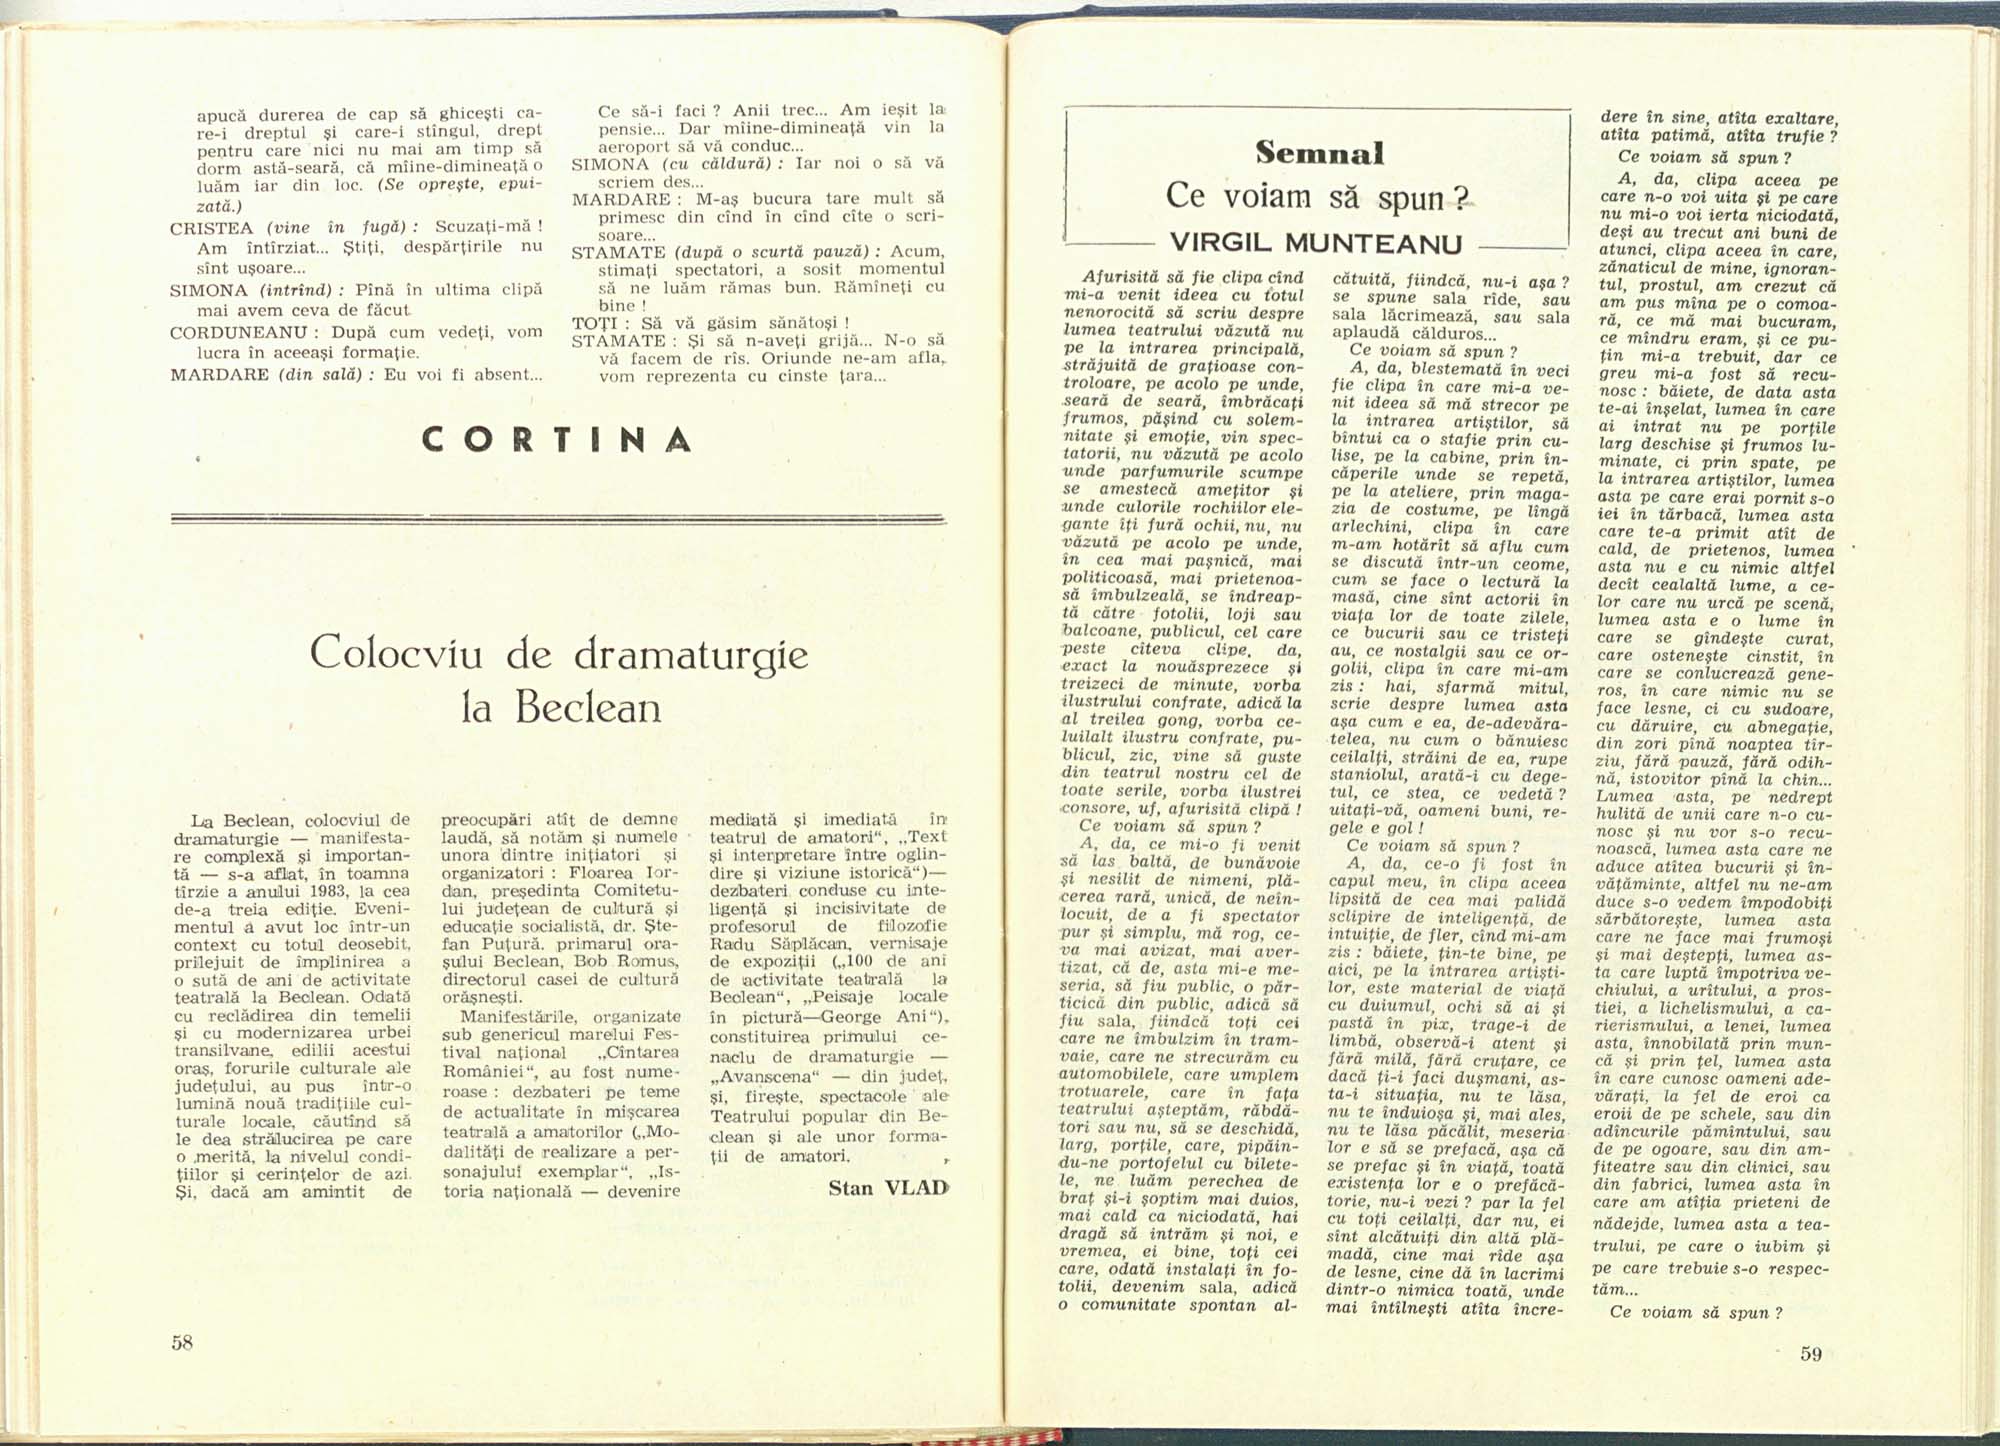 apucă durerea de cap să ghicești ca-
re-i dreptul și care-i stîngul, drept
pentru care nici nu mai am timp să
dorm astă-seară, că mîine-dimineață o
luăm iar din loc. (Se oprește, epui-
zată.)
CRISTEA (vine în fugă) : Scuzați-mă !
Am întîrziat... Știți, despărțirile nu
sînt ușoare...
SIMONA (intrînd) : Pînă în ultima clipă
mai avem ceva de făcut
CORDUNEANU : După cum vedeți, vom
lucra în aceeași formație.
MARDARE (din sală) : Eu voi fi absent...
Ce să-i faci ? Anii trec... Am ieșit la
pensie... Dar mîine-dimineață vin la
aeroport să vă conduc...
SIMONA (cu căldură) : Iar noi o să vă
scriem des...
MARDARE : M-aș bucura tare mult să
primesc din cînd în cînd cîte o scri-
soare...
STAMATE (după o scurtă pauză) : Acum,
stimați spectatori, a sosit momentul
să ne luăm rămas bun. Rămîneți cu
bine !
TOȚI : Să vă găsim sănătoși !
STAMATE : Și să n-aveți grijă... N-o să
vă facem de rîs. Oriunde ne-am afla,
vom reprezenta cu cinste țara...
CORTINA
Colocviu de dramaturgie
la Beclean
La Beclean, colocviul de
dramaturgie — manifesta-
re complexă și importan-
tă — s-a aflat, în toamna
tîrzie a anului 1983, la cea
de-a treia ediție. Eveni-
mentul a avut loc într-un
context cu totul deosebit,
prilejuit de împlinirea a
o sută de ani de activitate
teatrală la Beclean. Odată
cu reclădirea din temelii
și cu modernizarea urbei
transilvane, edilii acestui
oraș, forurile culturale ale
județului, au pus într-o
lumină nouă tradițiile cul-
turale locale, căutînd să
le dea strălucirea pe care
o merită, la nivelul condi-
țiilor și cerințelor de azi.
Și, dacă am amintit de
preocupări atît de demne
laudă, să notăm și numele
unora dintre inițiatori și
organizatori : Floarea Ior-
dan, președinta Comitetu-
lui județean de cultură și
educație socialistă, dr. Ște-
fan Puțură, primarul ora-
șului Beclean, Bob Romus,
directorul casei de cultură
orășnești.
Manifestările, organizate
sub genericul marelui Fes-
tival național „Cîntarea
României“, au fost nume-
roase : dezbateri pe teme
de actualitate în mișcarea
teatrală a amatorilor („Mo-
dalități de realizare a per-
sonajului exemplar“, „Is-
toria națională — devenire
mediată și imediată în
teatrul de amatori“, „Text
și interpretare între oglin-
dire și viziune istorică“)—
dezbateri conduse cu inte-
ligență și incisivitate de
profesorul de filozofie
Radu Săplăcan, vernisaje
de expoziții („100 de ani
de activitate teatrală la
Beclean“, „Peisaje locale
în pictură—George Ani“),
constituirea primului ce-
naclu de dramaturgie —
„Avanscena“ — din județ,
și, firește, spectacole ale
Teatrului popular din Be-
clean și ale unor forma-
ții de amatori.
Stan VLAD
58
Semnal
Ce voiam să spun ?
VIRGIL MUNTEANU
Afurisită să fie clipa cînd
mi-a venit ideea cu totul
nenorocită să scriu despre
lumea teatrului văzută nu
pe la intrarea principală,
străjuită de grațioase con-
troloare, pe acolo pe unde,
seară de seară, îmbrăcați
frumos, pășind cu solem-
nitate și emoție, vin spec-
tatorii, nu văzută pe acolo
unde parfumurile scumpe
se amestecă amețitor și
unde culorile rochiilor ele-
gante îți fură ochii, nu, nu
văzută pe acolo pe unde,
în cea mai pașnică, mai
politicoasă, mai prietenoa-
să îmbulzeală, se îndreap-
tă către fotolii, loji sau
balcoane, publicul, cel care
peste cîteva clipe, da,
exact la nouăsprezece și
treizeci de minute, vorba
ilustrului confrate, adică la
al treilea gong, vorba ce-
luilalt ilustru confrate, pu-
blicul, zic, vine să guste
din teatrul nostru cel de
toate serile, vorba ilustrei
consore, uf, afurisită clipă !
Ce voiam să spun ?
A, da, ce mi-o fi venit
să las baltă, de bunăvoie
și nesilit de nimeni, plă-
cerea rară, unică, de neîn-
locuit, de a fi spectator
pur și simplu, mă rog, ce-
va mai avizat, mai aver-
tizat, că de, asta mi-e me-
seria, să fiu public, o păr-
ticică din public, adică să
fiu sala, fiindcă toți cei
care ne îmbulzim în tram-
vaie, care ne strecurăm cu
automobilele, care umplem
trotuarele, care în fața
teatrului așteptăm, răbdă-
tori sau nu, să se deschidă,
larg, porțile, care, pipăin-
du-ne portofelul cu bilete-
le, ne luăm perechea de
braț și-i șoptim mai duios,
mai cald ca niciodată, hai
dragă să intrăm și noi, e
vremea, ei bine, toți cei
care, odată instalați în fo-
tolii, devenim sala, adică
o comunitate spontan al-
cătuită, fiindcă, nu-i așa ?
se spune sala rîde, sau
sala lăcrimează, sau sala
aplaudă călduros...
Ce voiam să spun ?
A, da, blestemată în veci
fie clipa în care mi-a ve-
nit ideea să mă strecor pe
la intrarea artiștilor, să
bîntui ca o stafie prin cu-
lise, pe la cabine, prin în-
căperile unde se repetă,
pe la ateliere, prin maga-
zia de costume, pe lîngă
arlechini, clipa în care
m-am hotărît să aflu cum
se discută într-un ceome,
cum se face o lectură la
masă, cine sînt actorii în
viața lor de toate zilele,
ce bucurii sau ce tristeți
au, ce nostalgii sau ce or-
golii, clipa în care mi-am
zis : hai, sfarmă mitul,
scrie despre lumea asta
așa cum e ea, de-adevăra-
telea, nu cum o bănuiesc
ceilalți, străini de ea, rupe
staniolul, arată-i cu dege-
tul, ce stea, ce vedetă ?
uitați-vă, oameni buni, re-
gele e gol !
Ce voiam să spun ?
A, da, ce-o fi fost în
capul meu, în clipa aceea
lipsită de cea mai palidă
sclipire de inteligență, de
intuiție, de fler, cînd mi-am
zis : băiete, țin-te bine, pe
aici, pe la intrarea artiști-
lor, este material de viață
cu duiumul, ochi să ai și
pastă în pix, trage-i de
limbă, observă-i atent și
fără milă, fără cruțare, ce
dacă ți-i faci dușmani, as-
ta-i situația, nu te lăsa,
nu te înduioșa și, mai ales,
nu te lăsa păcălit, meseria
lor e să se prefacă, așa că
se prefac și în viață, toată
existența lor e o prefăcă-
torie, nu-i vezi ? par la fel
cu toți ceilalți, dar nu, ei
sînt alcătuiți din altă plă-
madă, cine mai rîde așa
de lesne, cine dă în lacrimi
dintr-o nimica toată, unde
mai întîlnești atîta încre-
dere în sine, atîta exaltare,
atîta patimă, atîta trufie ?
Ce voiam să spun ?
A, da, clipa aceea pe
care n-o voi uita și pe care
nu mi-o voi ierta niciodată,
deși au trecut ani buni de
atunci, clipa aceea în care,
zănaticul de mine, ignoran-
tul, prostul, am crezut că
am pus mîna pe o comoa-
ră, ce mă mai bucuram,
ce mîndru eram, și ce pu-
țin mi-a trebuit, dar ce
greu mi-a fost să recu-
nosc : băiete, de data asta
te-ai înșelat, lumea în care
ai intrat nu pe porțile
larg deschise și frumos lu-
minate, ci prin spate, pe
la intrarea artiștilor, lumea
asta pe care erai pornit s-o
iei în tărbacă, lumea asta
care te-a primit atît de
cald, de prietenos, lumea
asta nu e cu nimic altfel
decît cealaltă lume, a ce-
lor care nu urcă pe scenă,
lumea asta e o lume în
care se gîndește curat,
care ostenește cinstit, în
care se conlucrează gene-
ros, în care nimic nu se
face lesne, ci cu sudoare,
cu dăruire, cu abnegație,
din zori pînă noaptea tîr-
ziu, fără pauză, fără odih-
nă, istovitor pînă la chin...
Lumea asta, pe nedrept
hulită de unii care n-o cu-
nosc și nu vor s-o recu-
noască, lumea asta care ne
aduce atîtea bucurii și în-
vățăminte, altfel nu ne-am
duce s-o vedem împodobiți
sărbătorește, lumea asta
care ne face mai frumoși
și mai deștepți, lumea as-
ta care luptă împotriva ve-
chiului, a urîtului, a pros-
tiei, a lichelismului, a ca-
rierismului, a lenei, lumea
asta, înnobilată prin mun-
că și prin țel, lumea asta
în care cunosc oameni ade-
vărați, la fel de eroi ca
eroii de pe schele, sau din
adîncurile pămîntului, sau
de pe ogoare, sau din am-
fiteatre sau din clinici, sau
din fabrici, lumea asta în
care am atîția prieteni de
nădejde, lumea asta a tea-
trului, pe care o iubim și
pe care trebuie s-o respec-
tăm...
Ce voiam să spun ?
59